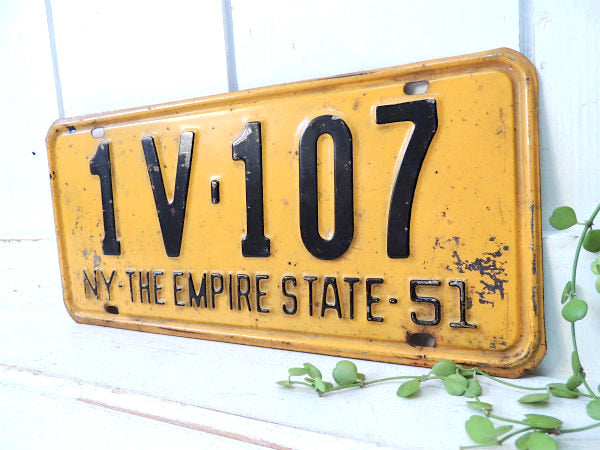 1V·107
NY·THE EMPIRE STATE·51